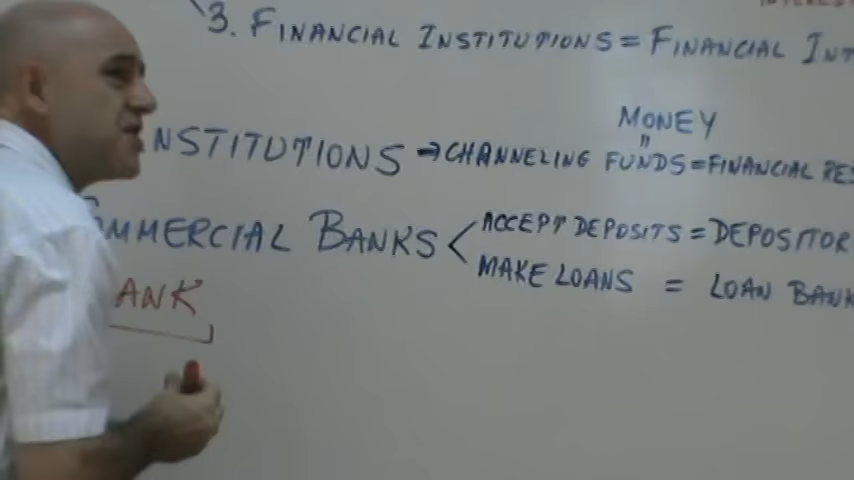 3. FINANCIAL INSTITUTIONS = FINANCIAL INT
MONEY
"
NSTITUTIONS → CHANNELING FUNDS = FINANCIAL RES
OMMERCIAL BANKS < ACCEPT DEPOSITS = DEPOSITOR
MAKE LOANS = LOAN BANK
ANK